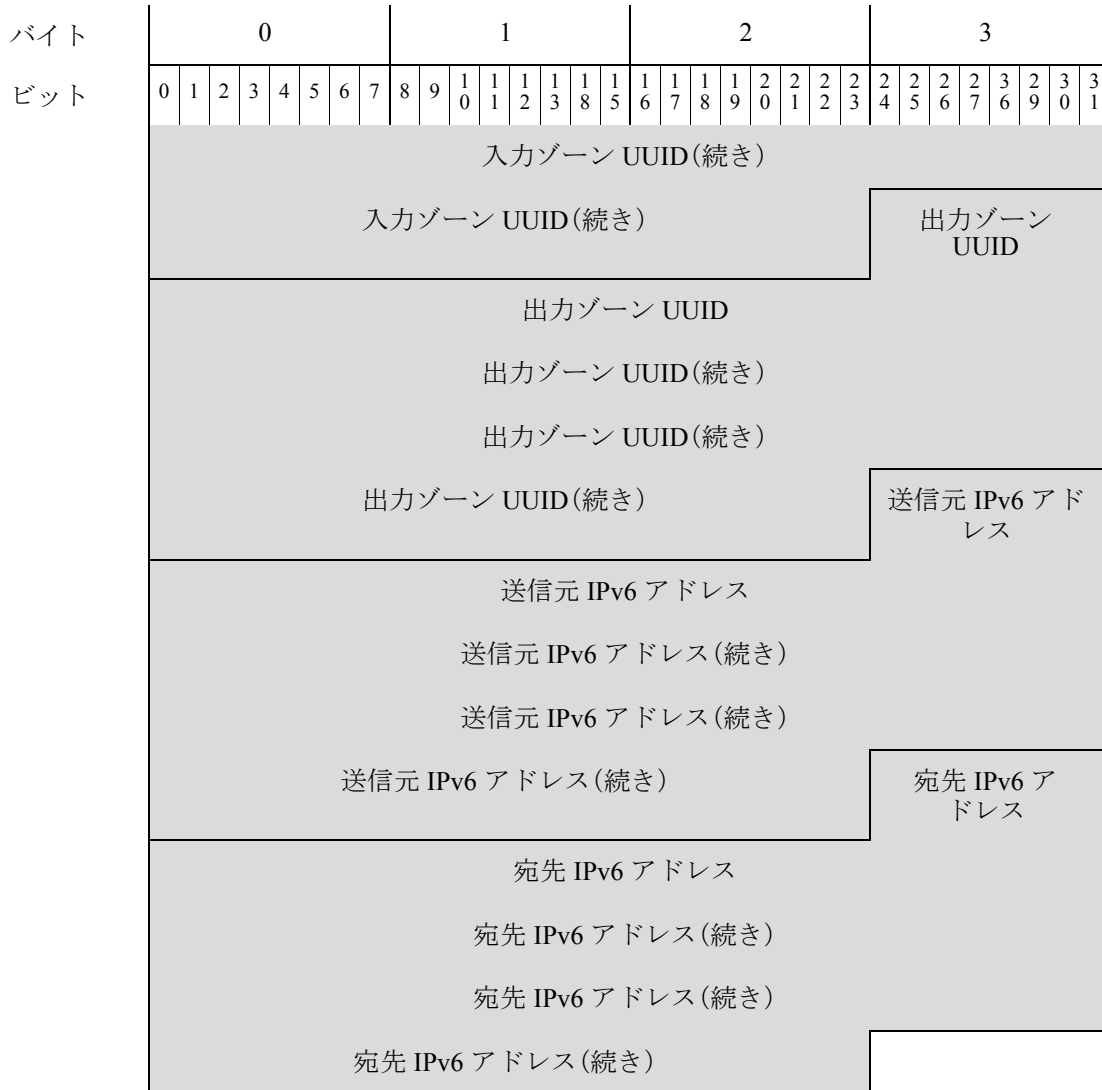 バイト 0 1 2 3
ビット 0 1 2 3 4 5 6 7 8 9 10 11 12 13 18 15 16 17 18 19 20 21 22 23 24 25 26 27 36 29 30 31
入力ゾーン UUID(続き)
入力ゾーン UUID(続き) 出力ゾーン
UUID
出力ゾーン UUID
出力ゾーン UUID(続き)
出力ゾーン UUID(続き)
出力ゾーン UUID(続き) 送信元 IPv6 アド
レス
送信元 IPv6 アドレス
送信元 IPv6 アドレス(続き)
送信元 IPv6 アドレス(続き)
送信元 IPv6 アドレス(続き) 宛先 IPv6 ア
ドレス
宛先 IPv6 アドレス
宛先 IPv6 アドレス(続き)
宛先 IPv6 アドレス(続き)
宛先 IPv6 アドレス(続き)